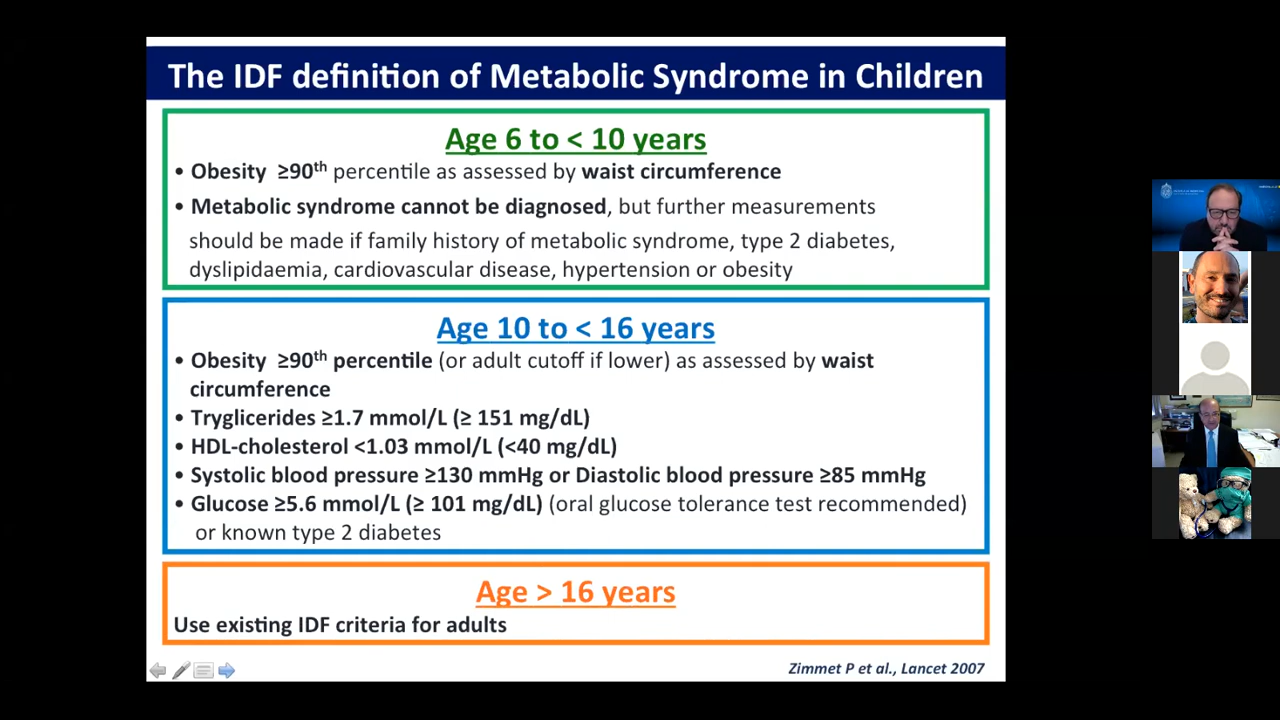 The IDF definition of Metabolic Syndrome in Children
Age 6 to < 10 years
• Obesity ≥90th percentile as assessed by waist circumference
• Metabolic syndrome cannot be diagnosed, but further measurements
should be made if family history of metabolic syndrome, type 2 diabetes,
dyslipidaemia, cardiovascular disease, hypertension or obesity
Age 10 to < 16 years
• Obesity ≥90th percentile (or adult cutoff if lower) as assessed by waist
circumference
• Tryglicerides ≥1.7 mmol/L (≥ 151 mg/dL)
• HDL-cholesterol <1.03 mmol/L (<40 mg/dL)
• Systolic blood pressure ≥130 mmHg or Diastolic blood pressure ≥85 mmHg
• Glucose ≥5.6 mmol/L (≥ 101 mg/dL) (oral glucose tolerance test recommended)
or known type 2 diabetes
Age > 16 years
Use existing IDF criteria for adults
Zimmet P et al., Lancet 2007